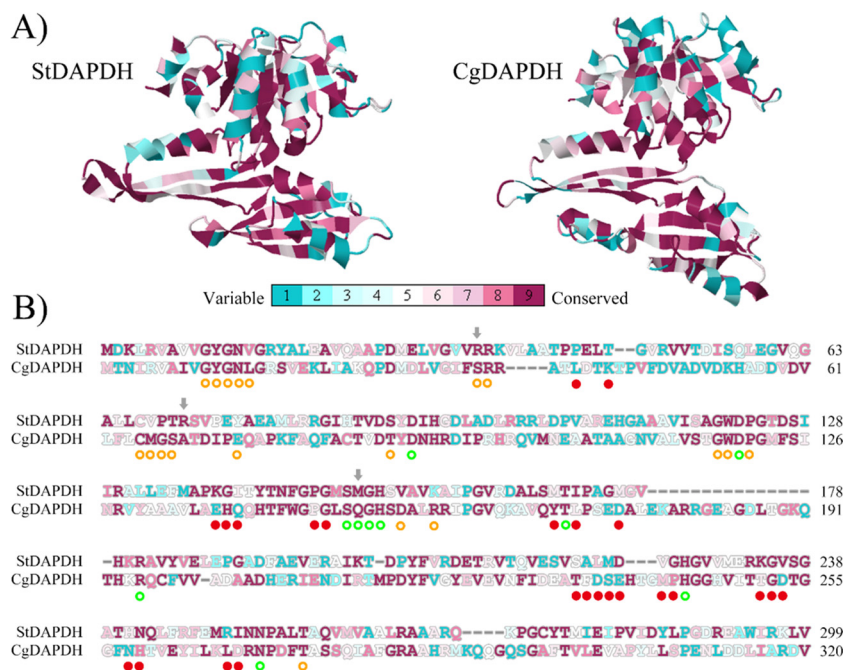 A)
StDAPDH
CgDAPDH
Variable 1 2 3 4 5 6 7 8 9 Conserved
B)
StDAPDH MDKLRVAVVGYGNVGRYALEAVQAAPDMELVGVVRRKVLAATPPELT--GVRVVTDISQLEGVQG 63
CgDAPDH MTNIRVAIVGYGNLGRSVEKLIAKQPDMDLVGIFSRR----ATLDTKTPVFDVADVDKHADDVDV 61
StDAPDH ALLCVPTRSVPEYAEAMLRRGIHTVDSYDIHGDLADLRRRLDPVAREHGAAAVISAGWDPGTDSI 128
CgDAPDH LFLCMGSATDIPEQAPKFAQFACTVDTYDNHRDIPRHRQVMNEAATAAGNVALVSTGWDPGMFSI 126
StDAPDH IRALLEFMAPKGITYTNFGPGMSMGHSVAVKAIPGVRDALSMTIPAGMGV--------------- 178
CgDAPDH NRVYAAAVLAEHQQHTFWGPGLSQGHSDALRRIPGVQKAVQYTLPSEDALEKARRGEAGDLTGKQ 191
StDAPDH -HKRAVYVELEPGADFAEVERAIKT-DPYFVRDETRTQVESVSALMD---VGHGVVMERKGVSG 238
CgDAPDH THKRQCFVV-ADAADHERIENDIRTMPDYFVGYEVEVNFIDEATFDSEHTGMPHGGHVITTGDTG 255
StDAPDH ATHNQLFRFEMRINNNPALTAQVMVAALRAAARQ----KPGCYTMIEIPVIDYLPGDREAWIRKLV 299
CgDAPDH GFNHTVEYILKLDRNPDFTASSQIAFGRAAHRMKQQGQSGAFTVLEVAPYLLSPENLDDLIARDV 320